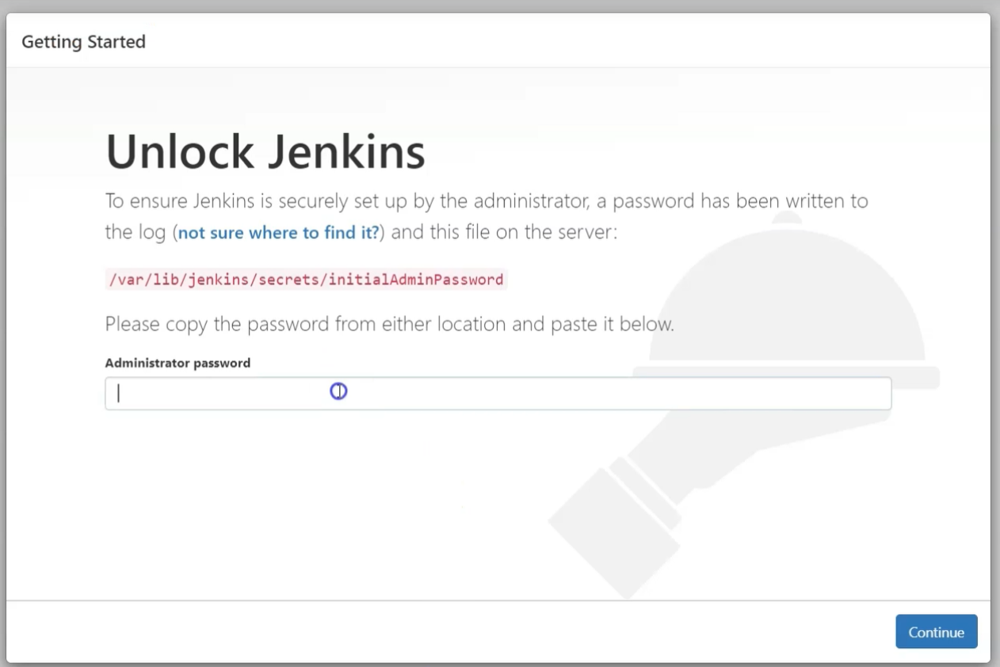 Getting Started
Unlock Jenkins
To ensure Jenkins is securely set up by the administrator, a password has been written to
the log (not sure where to find it?) and this file on the server:
/var/lib/jenkins/secrets/initialAdminPassword
Please copy the password from either location and paste it below.
Administrator password
Continue